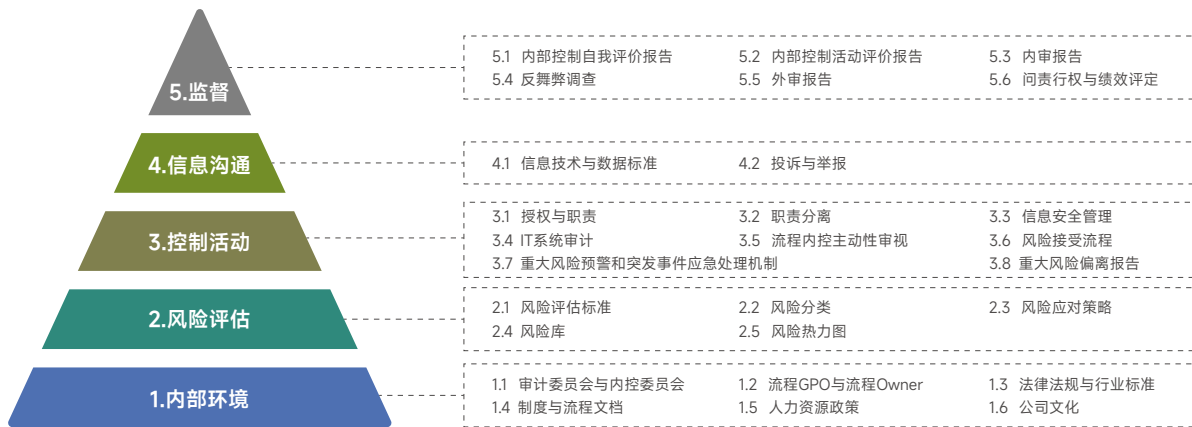 5.监督
5.1 内部控制自我评价报告 5.2 内部控制活动评价报告 5.3 内审报告
5.4 反舞弊调查 5.5 外审报告 5.6 问责行权与绩效评定
4.信息沟通
4.1 信息技术与数据标准 4.2 投诉与举报
3.控制活动
3.1 授权与职责 3.2 职责分离 3.3 信息安全管理
3.4 IT系统审计 3.5 流程内控主动性审视 3.6 风险接受流程
3.7 重大风险预警和突发事件应急处理机制 3.8 重大风险偏离报告
2.风险评估
2.1 风险评估标准 2.2 风险分类 2.3 风险应对策略
2.4 风险库 2.5 风险热力图
1.内部环境
1.1 审计委员会与内控委员会 1.2 流程GPO与流程Owner 1.3 法律法规与行业标准
1.4 制度与流程文档 1.5 人力资源政策 1.6 公司文化